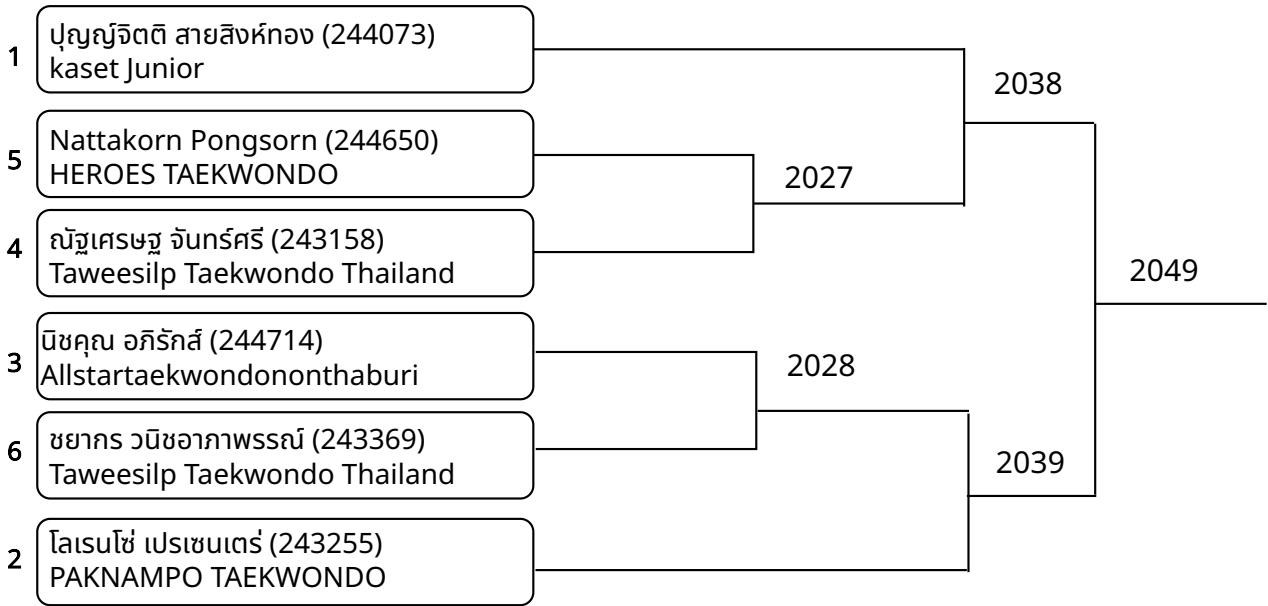 1
ปุญญ์จิตติ สายสิงห์ทอง (244073)
kaset Junior
2038
5
Nattakorn Pongsorn (244650)
HEROES TAEKWONDO
2027
4
ณัฐเศรษฐ จันทร์ศรี (243158)
Taweesilp Taekwondo Thailand
2049
3
นิชคุณ อภิรักส์ (244714)
Allstartaekwondononthaburi
2028
6
ชยากร วนิชอาภาพรรณ์ (243369)
Taweesilp Taekwondo Thailand
2039
2
โลเรนโซ่ เปรเซนเตร่ (243255)
PAKNAMPO TAEKWONDO